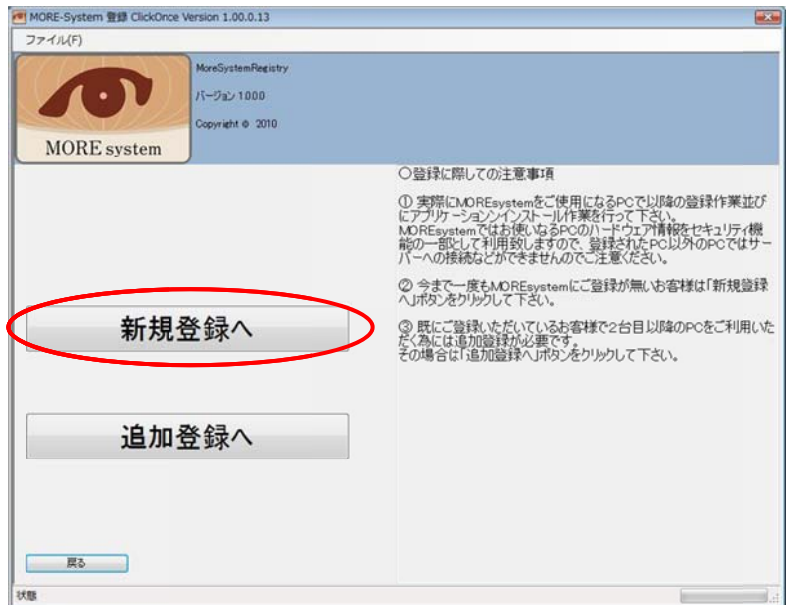 MORE-System 登録 ClickOnce Version 1.00.0.13
ファイル(F)
MoreSystemRegistry
バージョン 1.0.0.0
Copyright © 2010
MORE system
○登録に際しての注意事項
① 実際にMOREsystemをご使用になるPCで以降の登録作業並び
にアプリケーションンインストール作業を行って下さい。
MOREsystemではお使いなるPCのハードウェア情報をセキュリティ機
能の一部として利用致しますので、登録されたPC以外のPCではサー
バーへの接続などができませんのでご注意ください。
② 今まで一度もMOREsystemにご登録が無いお客様は「新規登録
へ」ボタンをクリックして下さい。
③ 既にご登録いただいているお客様で2台目以降のPCをご利用いた
だく為には追加登録が必要です。
その場合は「追加登録へ」ボタンをクリックして下さい。
新規登録へ
追加登録へ
戻る
状態